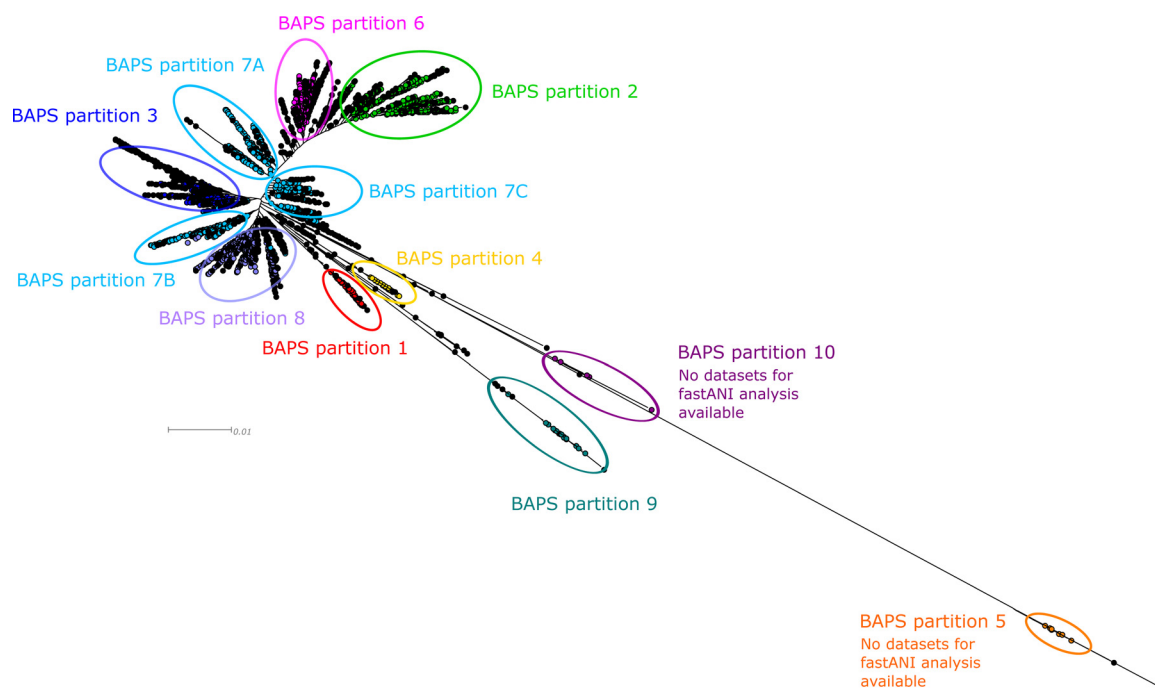 BAPS partition 6
BAPS partition 7A
BAPS partition 2
BAPS partition 3
BAPS partition 7C
BAPS partition 4
BAPS partition 7B
BAPS partition 8
BAPS partition 1
BAPS partition 10
No datasets for
fastANI analysis
available
0.01
BAPS partition 9
BAPS partition 5
No datasets for
fastANI analysis
available